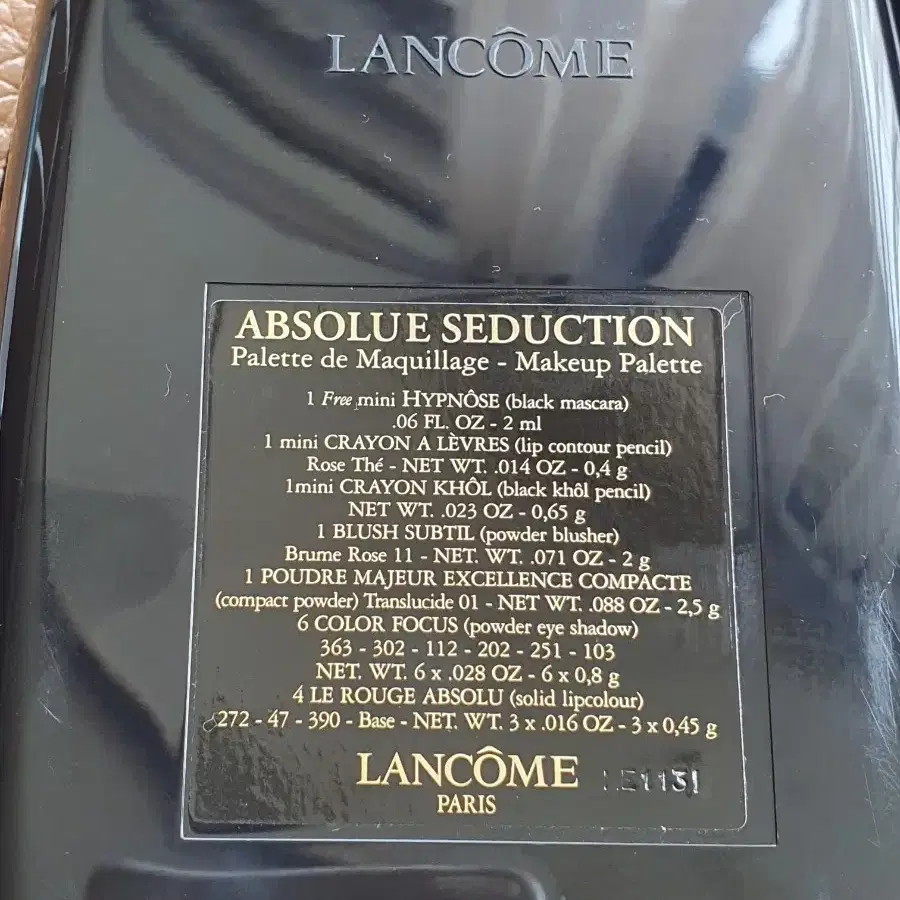 LANCÔME
ABSOLUE SEDUCTION
Palette de Maquillage - Makeup Palette
1 Free mini HYPNÔSE (black mascara)
.06 FL. OZ - 2 ml
1 mini CRAYON A LÈVRES (lip contour pencil)
Rose Thé - NET WT. .014 OZ - 0,4 g
1mini CRAYON KHÔL (black khôl pencil)
NET WT. .023 OZ - 0,65 g
1 BLUSH SUBTIL (powder blusher)
Brume Rose 11 - NET. WT. .071 OZ - 2 g
1 POUDRE MAJEUR EXCELLENCE COMPACTE
(compact powder) Translucide 01 - NET WT. .088 OZ - 2,5 g
6 COLOR FOCUS (powder eye shadow)
363 - 302 - 112 - 202 - 251 - 103
NET. WT. 6 x .028 OZ - 6 x 0,8 g
4 LE ROUGE ABSOLU (solid lipcolour)
272 - 47 - 390 - Base - NET. WT. 3 x .016 OZ - 3 x 0,45 g
LANCÔME
PARIS